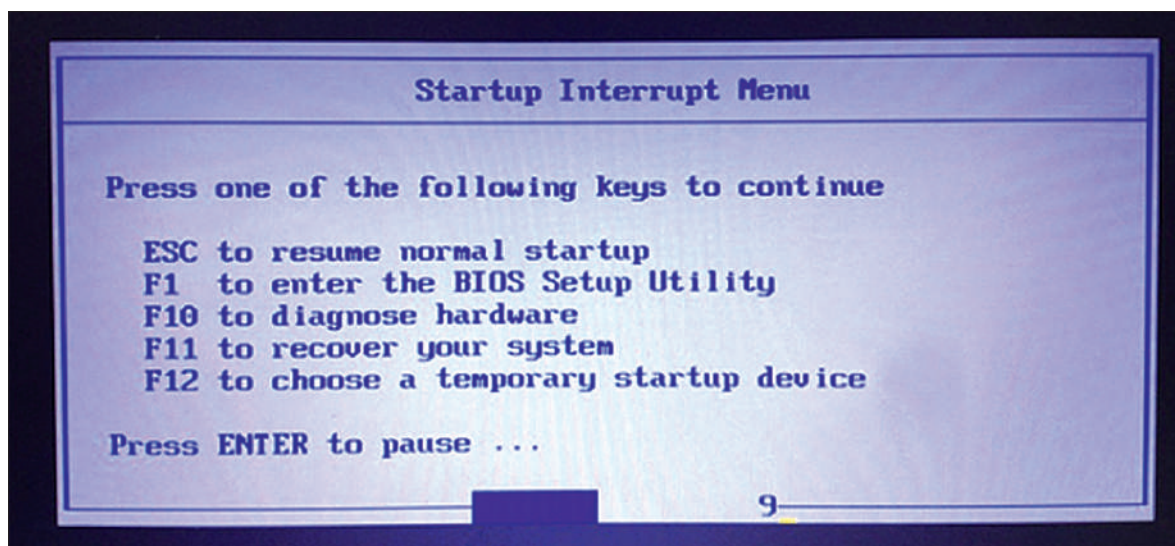 Startup Interrupt Menu
Press one of the following keys to continue
ESC to resume normal startup
F1 to enter the BIOS Setup Utility
F10 to diagnose hardware
F11 to recover your system
F12 to choose a temporary startup device
Press ENTER to pause ...
9